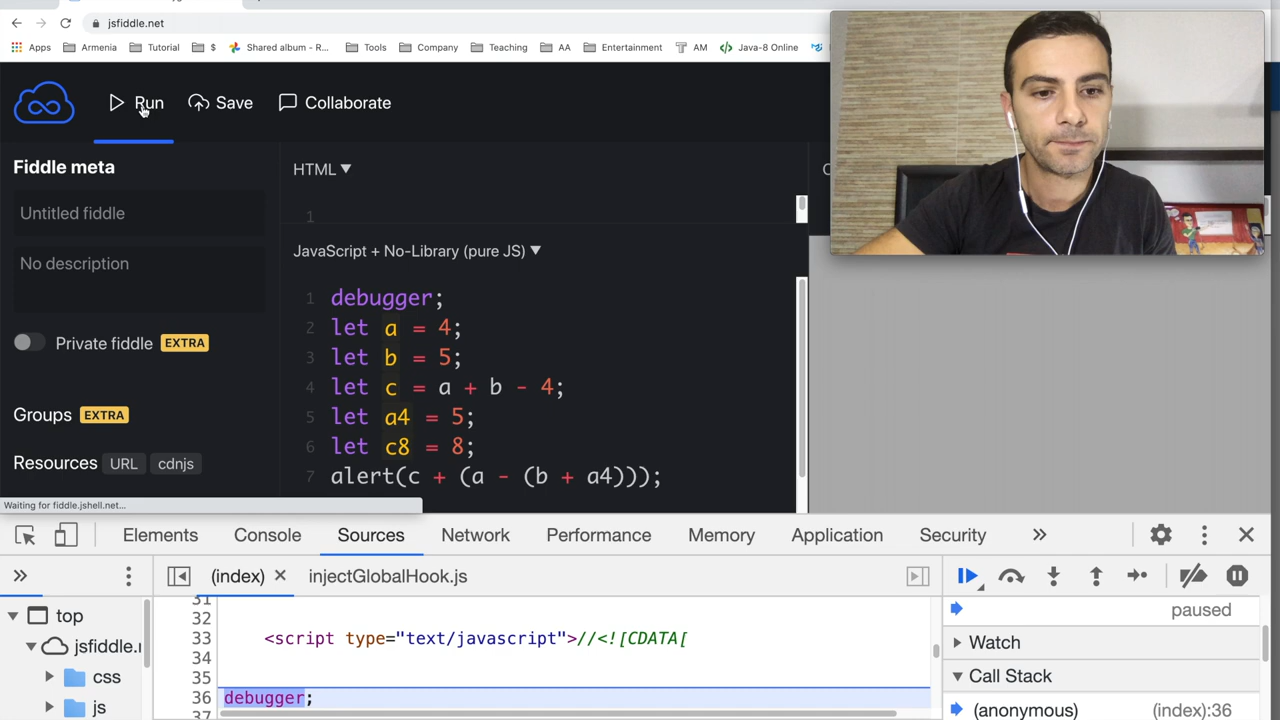 jsfiddle.net
Apps Armenia Tutorial $ Shared album - R... Tools Company Teaching AA Entertainment AM Java-8 Online
Run Save Collaborate
Fiddle meta
Untitled fiddle
No description
Private fiddle EXTRA
Groups EXTRA
Resources URL cdnjs
Waiting for fiddle.jshell.net...
HTML ▼
1
JavaScript + No-Library (pure JS) ▼
1 debugger;
2 let a = 4;
3 let b = 5;
4 let c = a + b - 4;
5 let a4 = 5;
6 let c8 = 8;
7 alert(c + (a - (b + a4)));
Elements Console Sources Network Performance Memory Application Security »
» (index) × injectGlobalHook.js
top
jsfiddle.
css
js
31
32
33 <script type="text/javascript">//<![CDATA[
34
35
36 debugger;
37
paused
Watch
Call Stack
(anonymous) (index):36